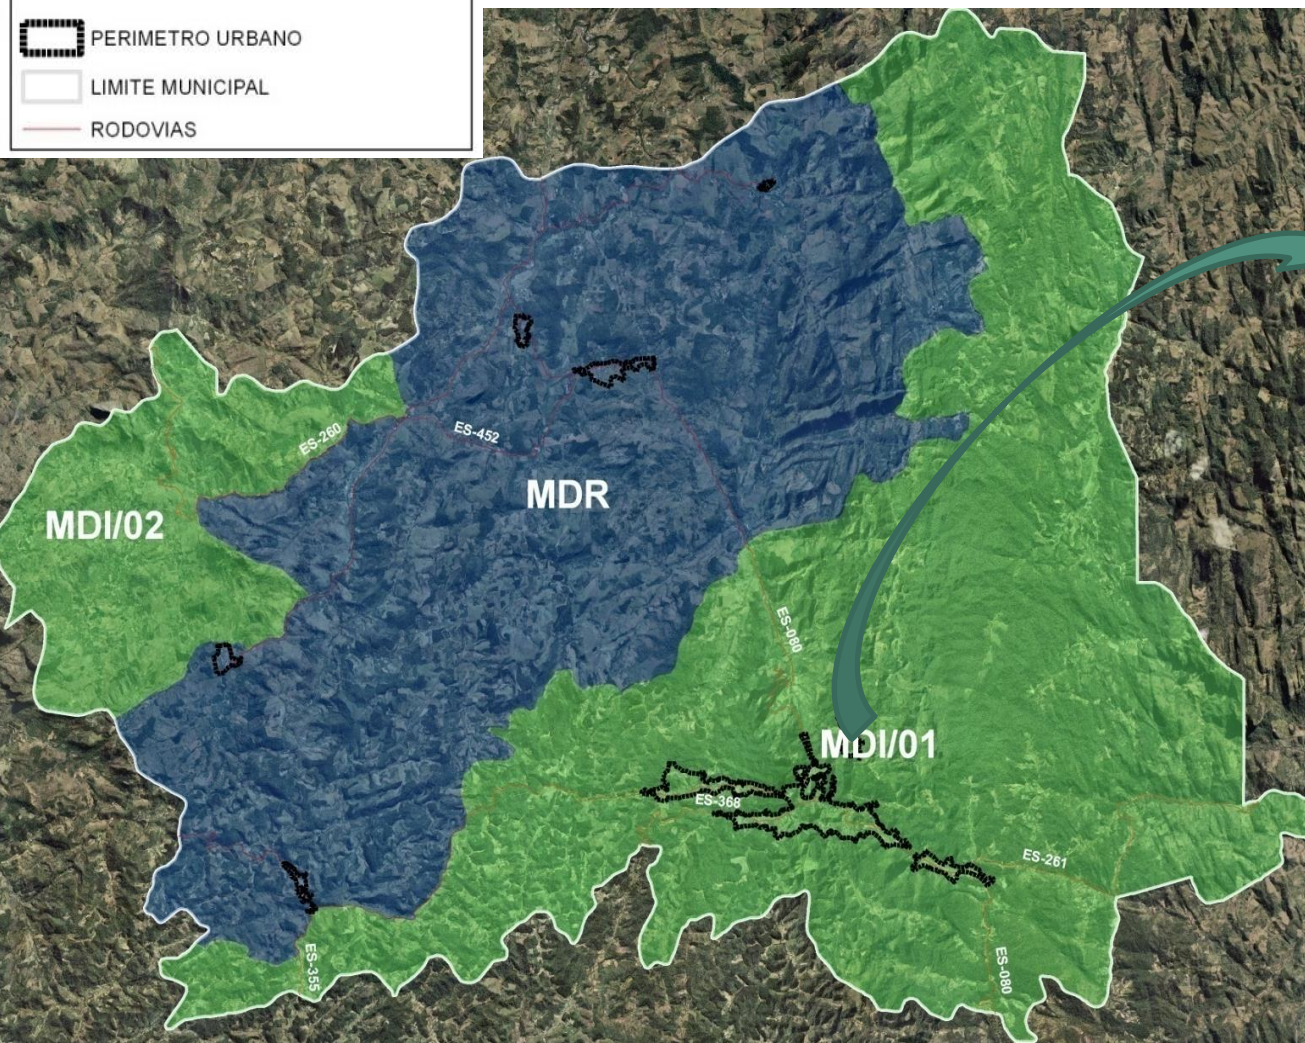 PERIMETRO URBANO
LIMITE MUNICIPAL
RODOVIAS
ES-260
ES-452
MDR
MDI/02
ES-080
MDI/01
ES-368
ES-261
ES-355
ES-080